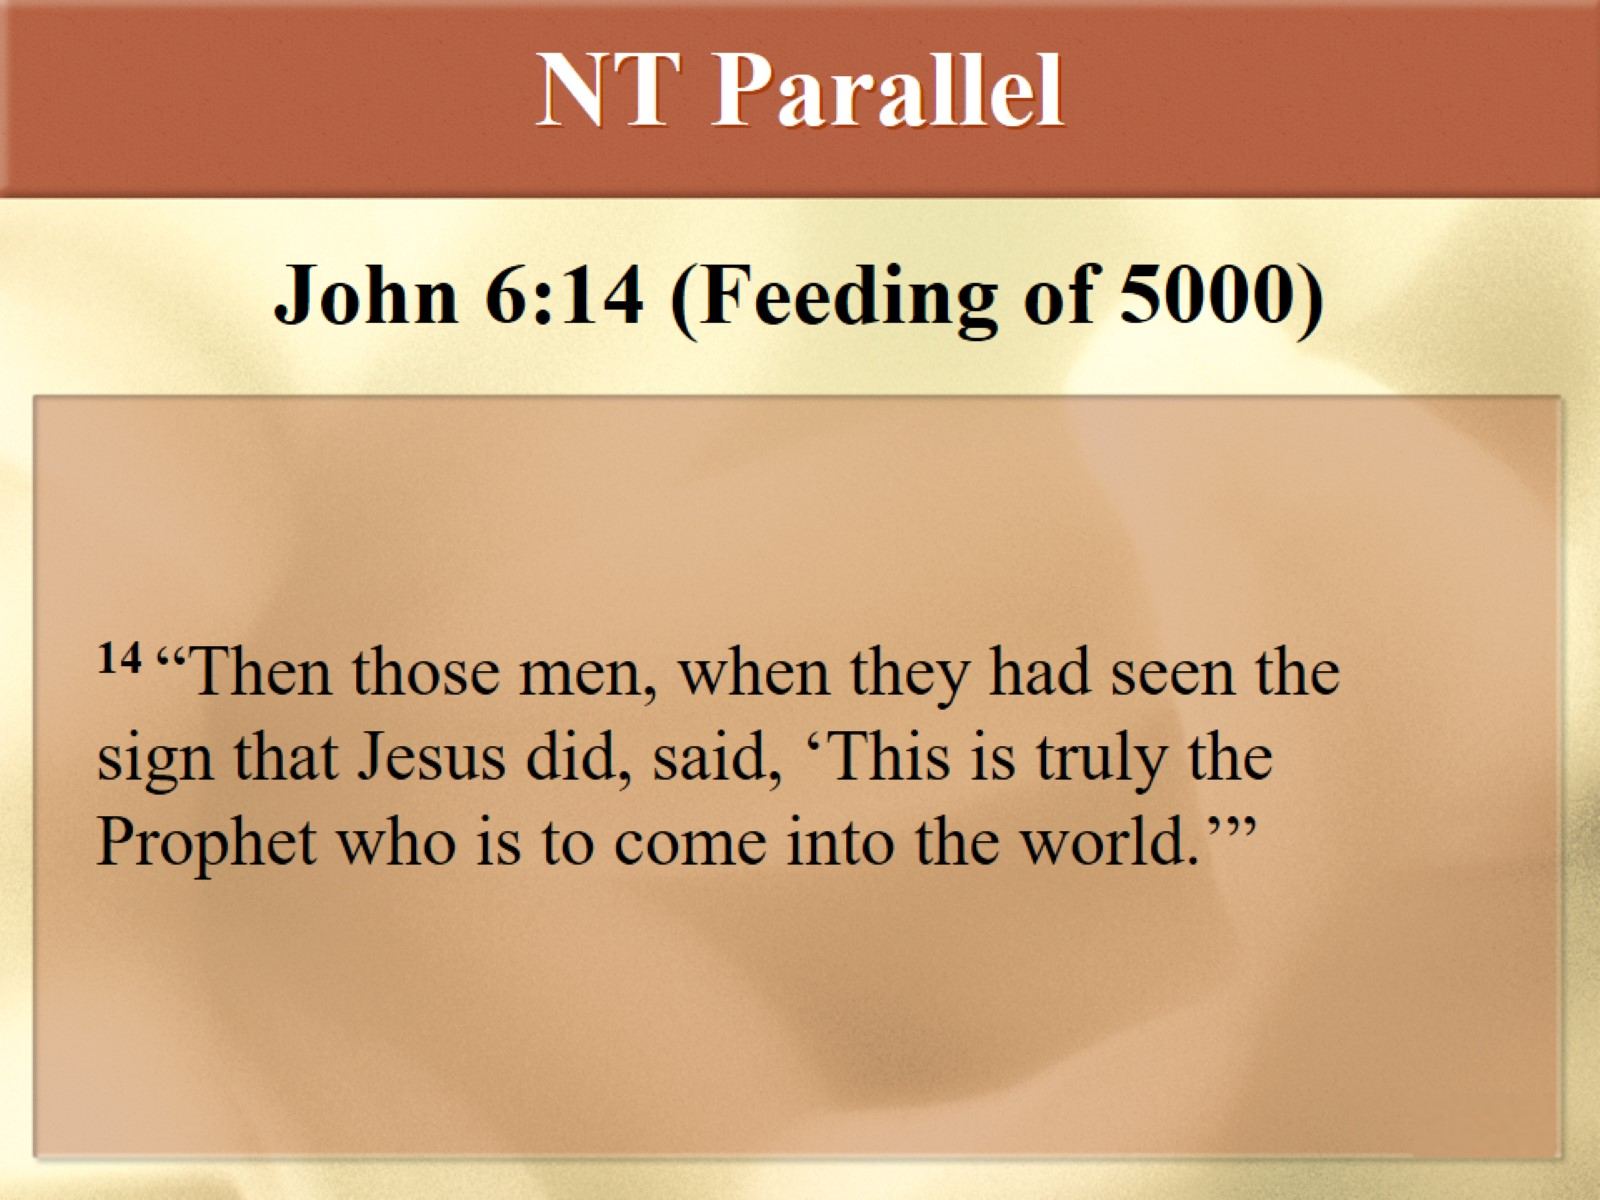 NT Parallel
John 6:14 (Feeding of 5000)
14 “Then those men, when they had seen the
sign that Jesus did, said, ‘This is truly the
Prophet who is to come into the world.’”